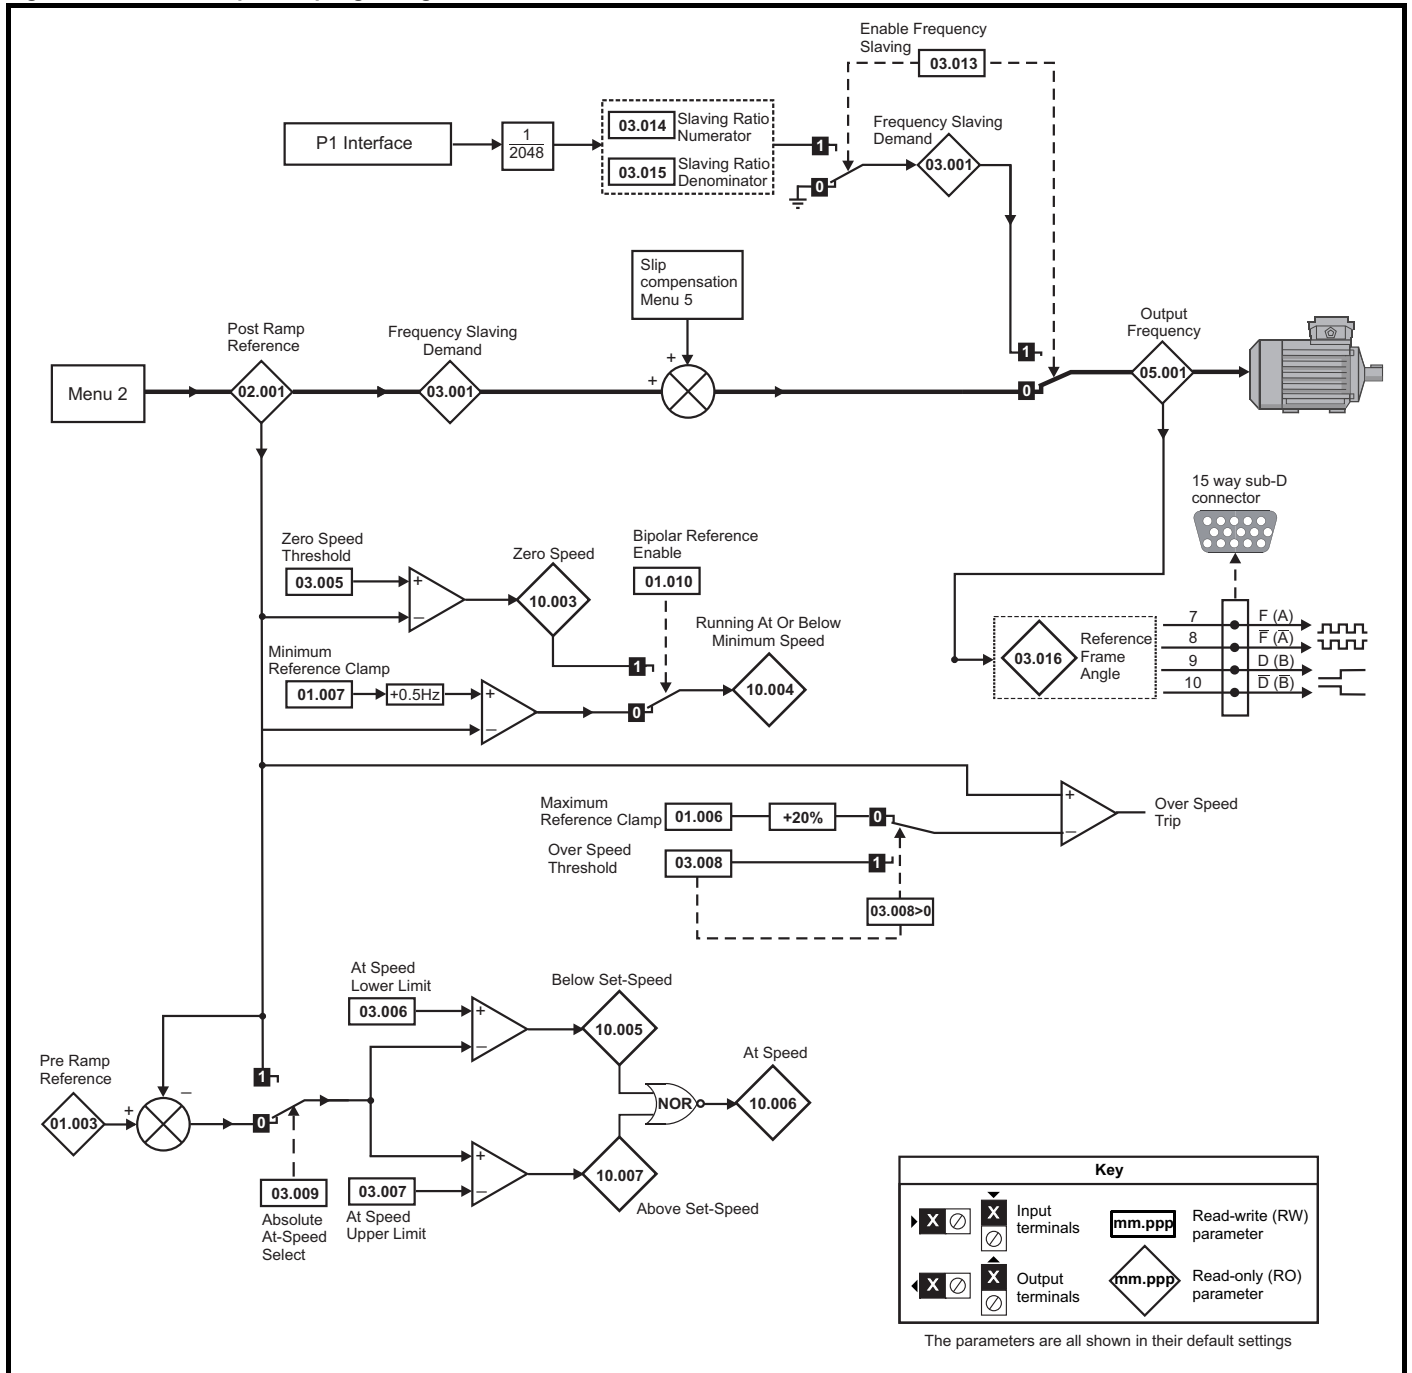 Enable Frequency
Slaving
03.013
P1 Interface
1
2048
03.014
Slaving Ratio
Numerator
03.015
Slaving Ratio
Denominator
1
0
Frequency Slaving
Demand
03.001
Slip
compensation
Menu 5
Menu 2
Post Ramp
Reference
02.001
Frequency Slaving
Demand
03.001
+
+
1
0
Output
Frequency
05.001
15 way sub-D
connector
Zero Speed
Threshold
03.005
+
–
Zero Speed
10.003
Bipolar Reference
Enable
01.010
Minimum
Reference Clamp
01.007
+0.5Hz
+
–
1
0
Running At Or Below
Minimum Speed
10.004
03.016
Reference
Frame
Angle
7 F (A)
8 F̅ (A̅)
9 D (B)
10 D̅ (B̅)
Maximum
Reference Clamp
01.006
+20%
0
Over Speed
Threshold
03.008
1
03.008>0
+
–
Over Speed
Trip
At Speed
Lower Limit
03.006
+
–
Below Set-Speed
10.005
Pre Ramp
Reference
01.003
+
–
1
0
03.009
Absolute
At-Speed
Select
03.007
At Speed
Upper Limit
+
–
10.007
Above Set-Speed
NOR
At Speed
10.006
Key
X
X
Input
terminals
mm.ppp
Read-write (RW)
parameter
X
X
Output
terminals
mm.ppp
Read-only (RO)
parameter
The parameters are all shown in their default settings